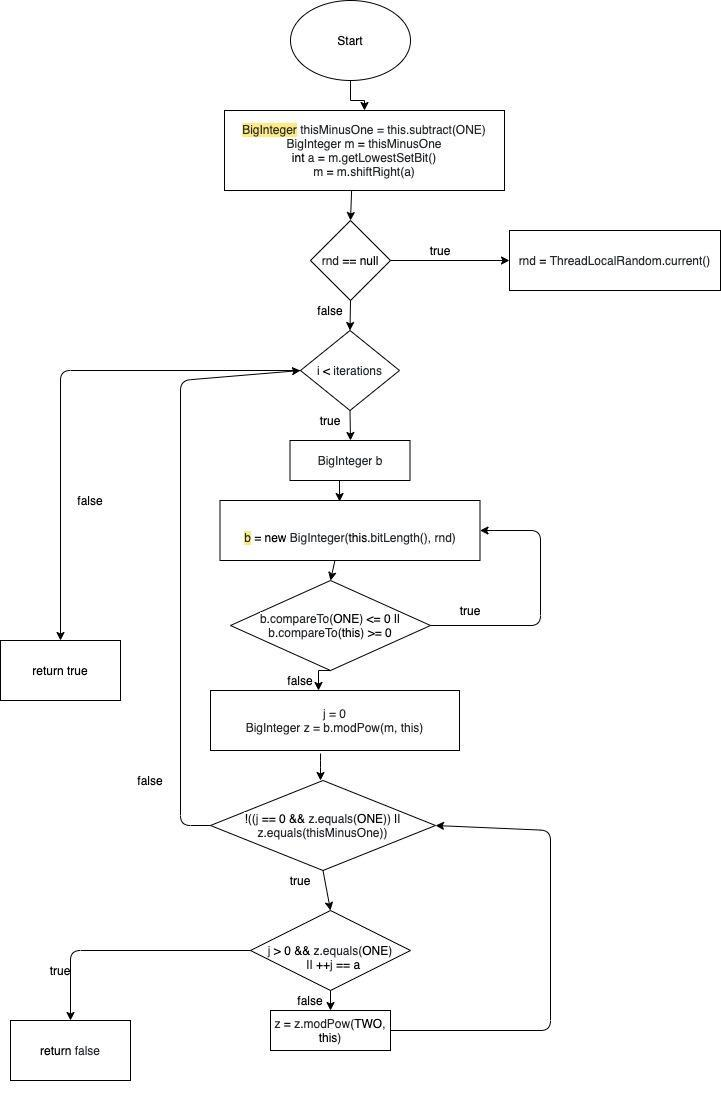 Start
BigInteger thisMinusOne = this.subtract(ONE)
BigInteger m = thisMinusOne
int a = m.getLowestSetBit()
m = m.shiftRight(a)
rnd == null
true
rnd = ThreadLocalRandom.current()
false
i < iterations
true
BigInteger b
false
b = new BigInteger(this.bitLength(), rnd)
b.compareTo(ONE) <= 0 ||
b.compareTo(this) >= 0
true
return true
false
j = 0
BigInteger z = b.modPow(m, this)
false
!((j == 0 && z.equals(ONE)) ||
z.equals(thisMinusOne))
true
j > 0 && z.equals(ONE)
|| ++j == a
true
false
z = z.modPow(TWO,
this)
return false